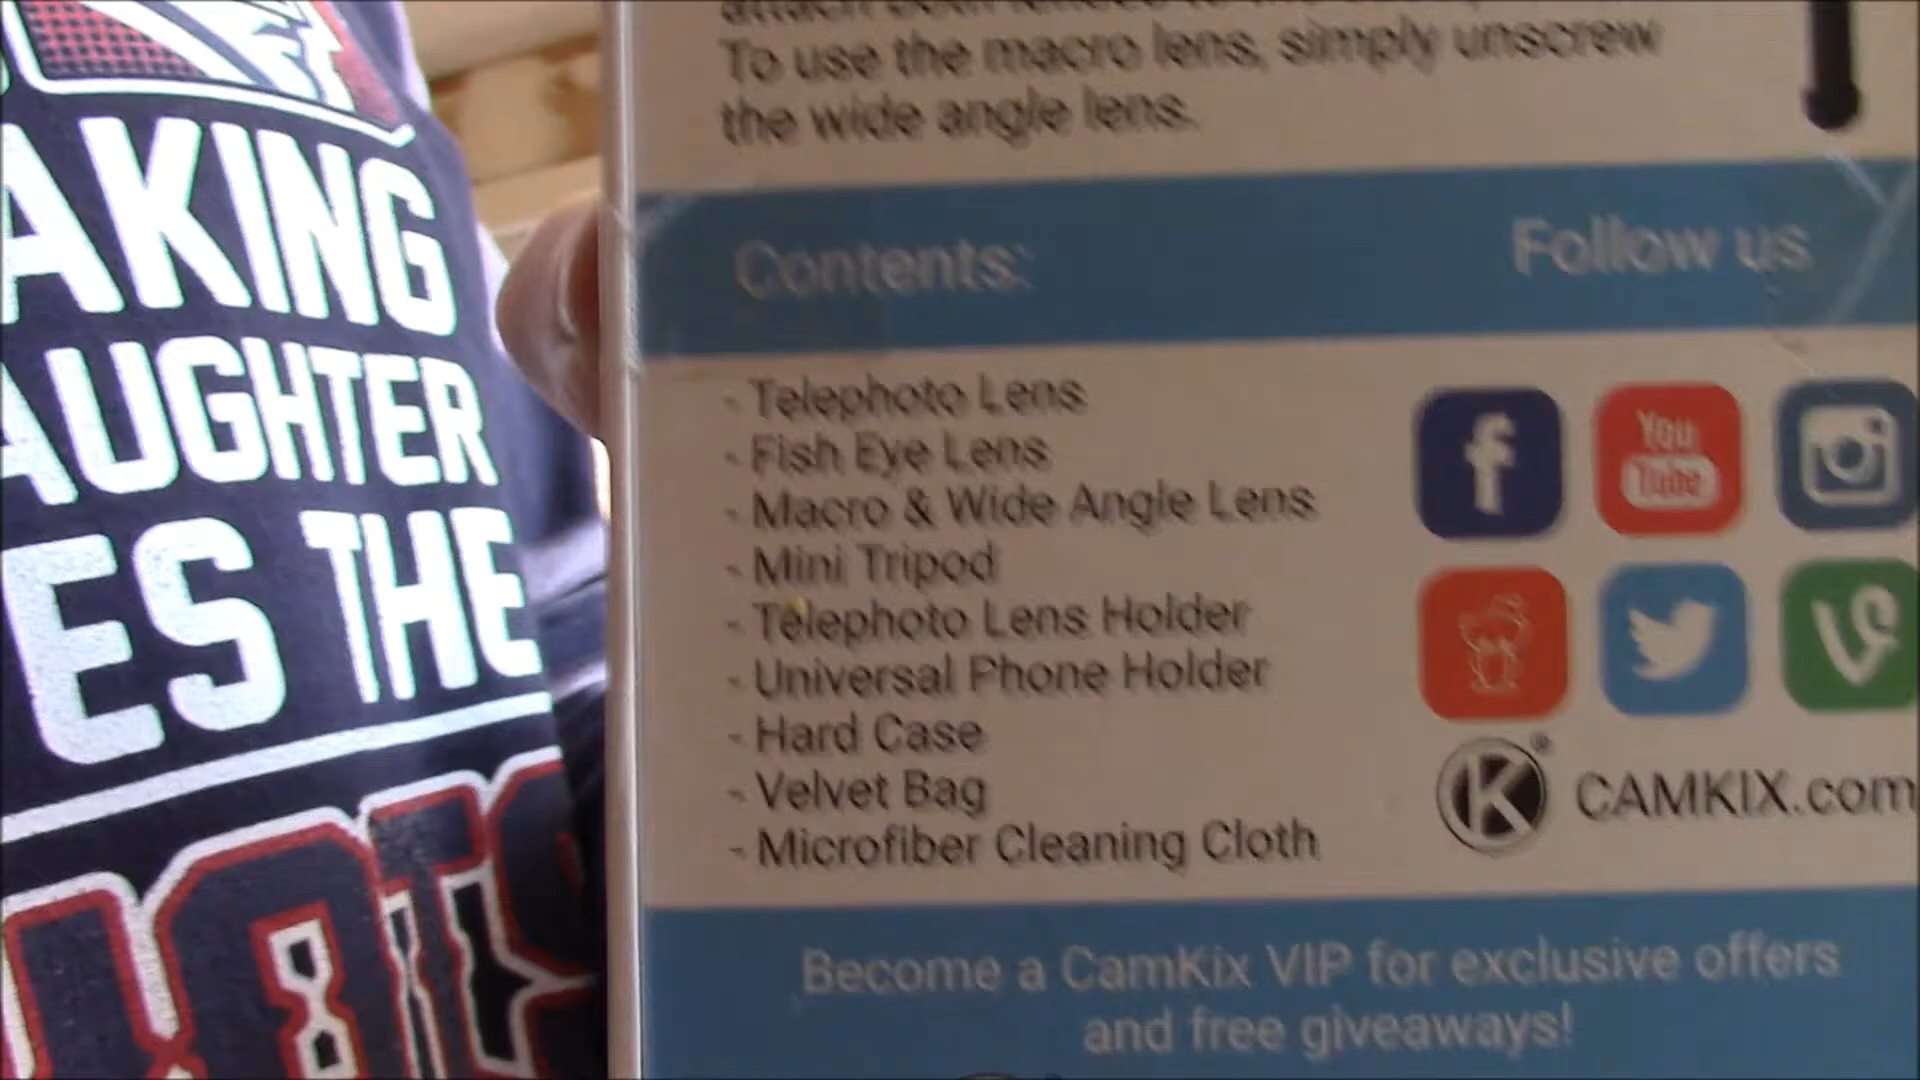 AKING
AUGHTER
ES THE
To use the macro lens, simply unscrew
the wide angle lens.
Contents:
Follow us
- Telephoto Lens
- Fish Eye Lens
- Macro & Wide Angle Lens
- Mini Tripod
- Telephoto Lens Holder
- Universal Phone Holder
- Hard Case
- Velvet Bag
- Microfiber Cleaning Cloth
f
You
Tube
K®
CAMKIX.com
Become a CamKix VIP for exclusive offers
and free giveaways!